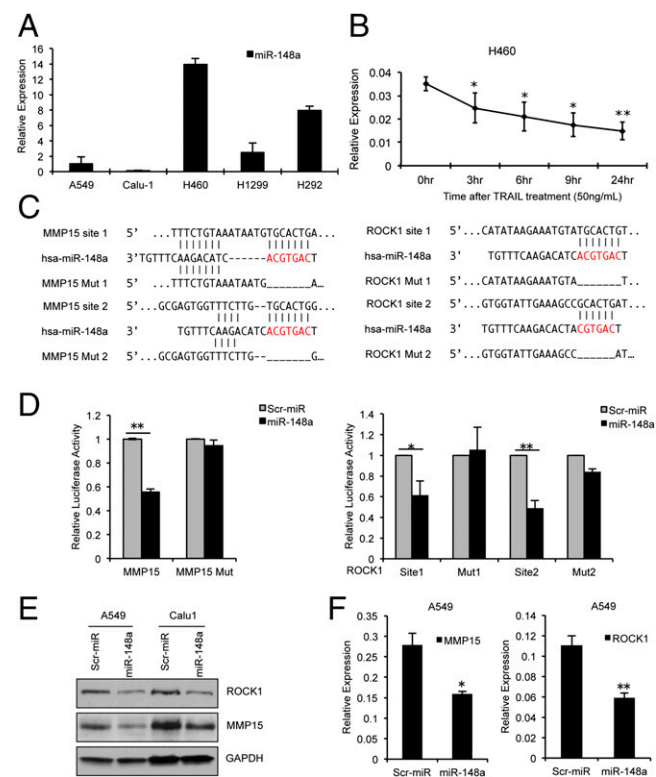 A
miR-148a
Relative Expression
16
14
12
10
8
6
4
2
0
A549 Calu-1 H460 H1299 H292
B
H460
Relative Expression
0.04
0.03
0.02
0.01
0
* * * **
0hr 3hr 6hr 9hr 24hr
Time after TRAIL treatment (50ng/mL)
C
MMP15 site 1 5' ...TTTCTGTAAATAATGTGCACTGA...
hsa-miR-148a 3'TGTTTCAAGACATC------ACGTGACT
MMP15 Mut 1 5' ...TTTCTGTAAATAATG_______A…
MMP15 site 2 5' ...GCGAGTGGTTTCTTG--TGCACTGG...
hsa-miR-148a 3' TGTTTCAAGACATCACGTGACT
MMP15 Mut 2 5' ...GCGAGTGGTTTCTTG--_______G…
ROCK1 site 1 5'...CATATAAGAAATGTATGCACTGT..
hsa-miR-148a 3' TGTTTCAAGACATCACGTGACT
ROCK1 Mut 1 5'...CATATAAGAAATGTA_______T..
ROCK1 site 2 5'...GTGGTATTGAAAGCCGCACTGAT...
hsa-miR-148a 3' TGTTTCAAGACACTACGTGACT
ROCK1 Mut 2 5'...GTGGTATTGAAAGCC______AT…
D
Scr-miR
miR-148a
Relative Luciferase Activity
1.2
1
0.8
0.6
0.4
0.2
0
**
MMP15 MMP15 Mut
Scr-miR
miR-148a
Relative Luciferase Activity
1.4
1.2
1
0.8
0.6
0.4
0.2
0
* **
ROCK1 Site1 Mut1 Site2 Mut2
E
A549 Calu1
Scr-miR miR-148a Scr-miR miR-148a
ROCK1
MMP15
GAPDH
F
A549
MMP15
Relative Expression
0.35
0.3
0.25
0.2
0.15
0.1
0.05
0
*
Scr-miR miR-148a
A549
ROCK1
Relative Expression
0.14
0.12
0.1
0.08
0.06
0.04
0.02
0
**
Scr-miR miR-148a